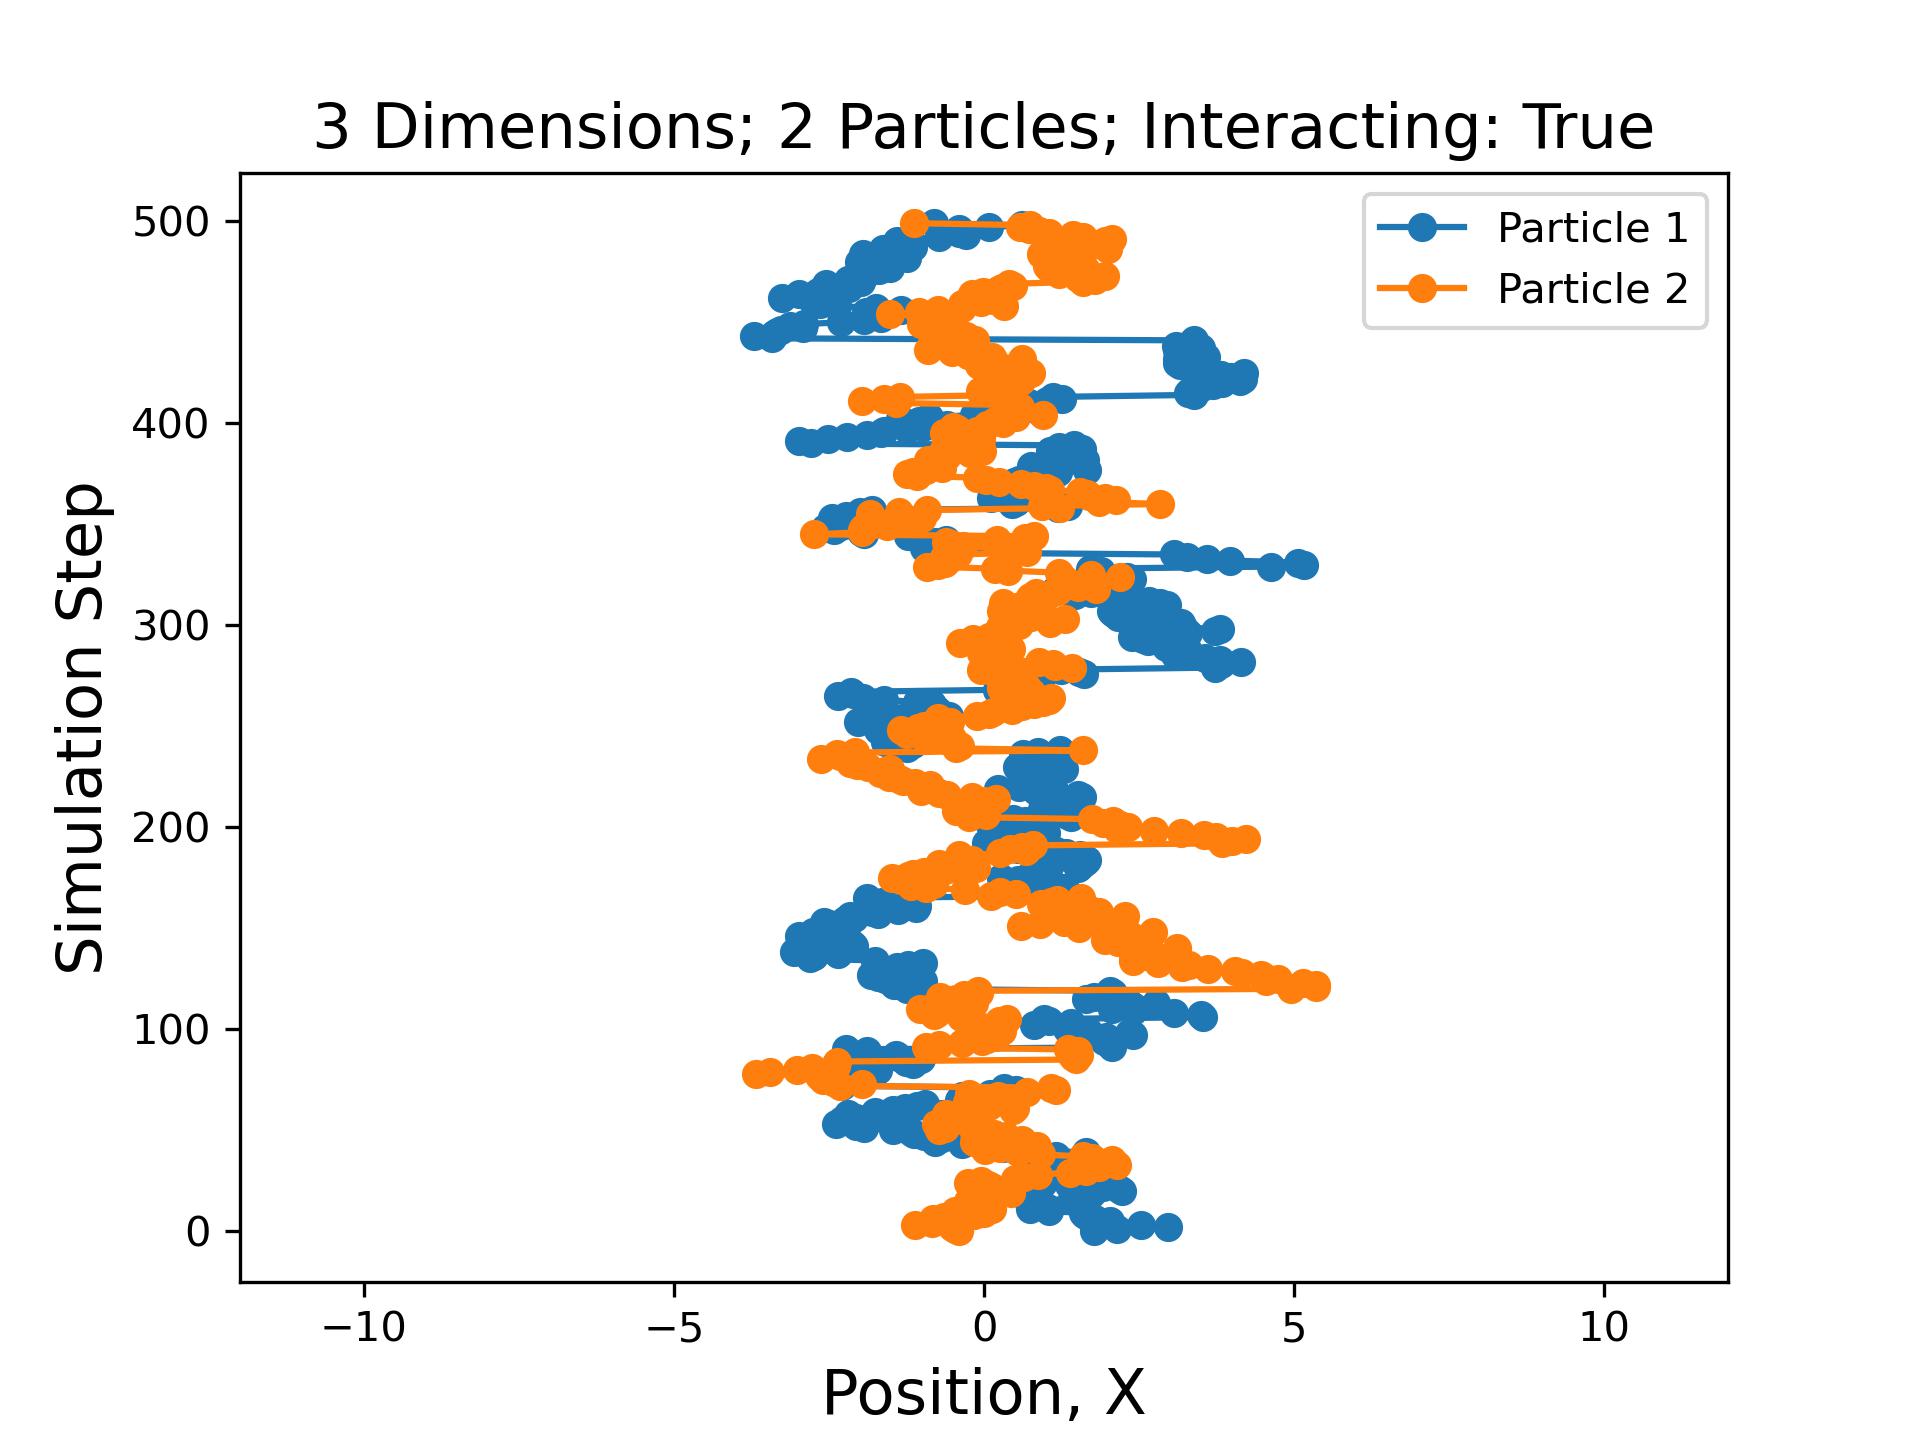 3 Dimensions; 2 Particles; Interacting: True
Particle 1
Particle 2
500
400
300
200
100
0
Simulation Step
−10
−5
0
5
10
Position, X